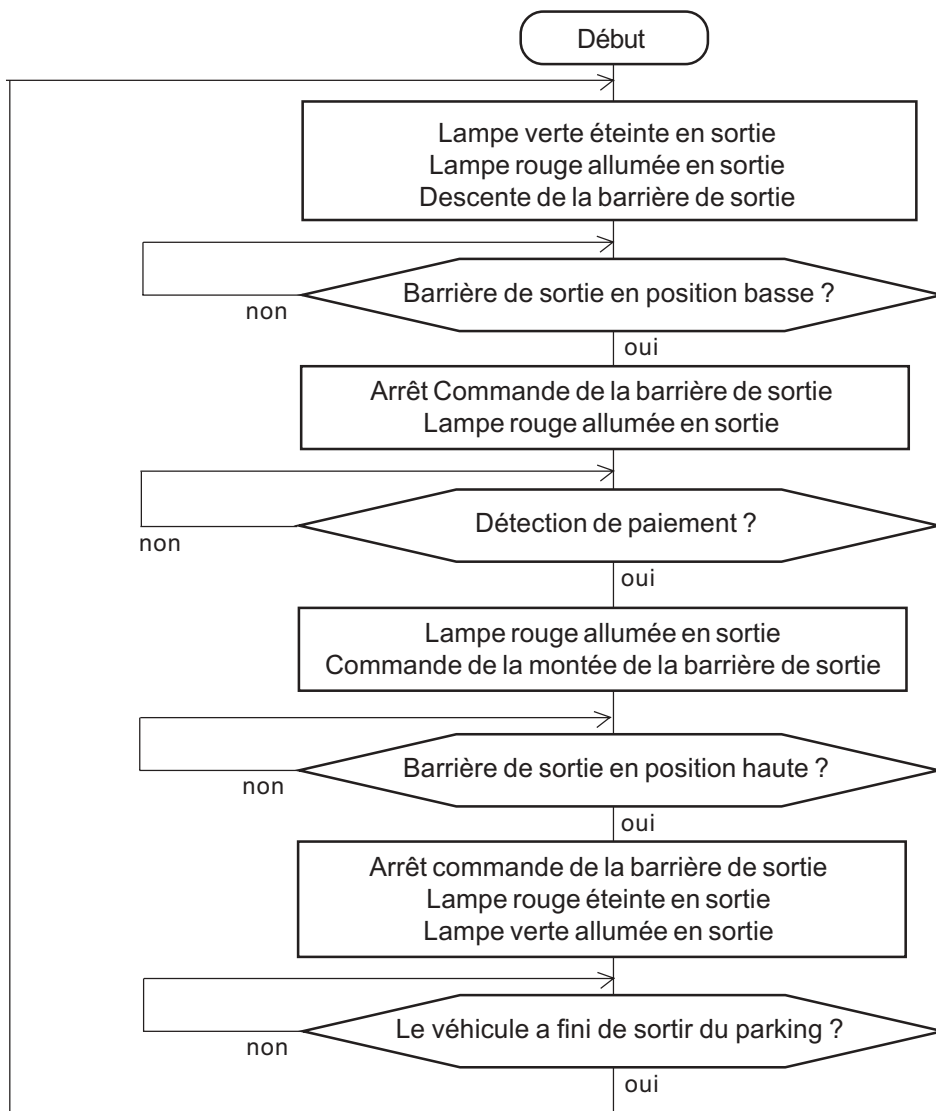 Début
Lampe verte éteinte en sortie
Lampe rouge allumée en sortie
Descente de la barrière de sortie
Barrière de sortie en position basse ?
non
oui
Arrêt Commande de la barrière de sortie
Lampe rouge allumée en sortie
Détection de paiement ?
non
oui
Lampe rouge allumée en sortie
Commande de la montée de la barrière de sortie
Barrière de sortie en position haute ?
non
oui
Arrêt commande de la barrière de sortie
Lampe rouge éteinte en sortie
Lampe verte allumée en sortie
Le véhicule a fini de sortir du parking ?
non
oui